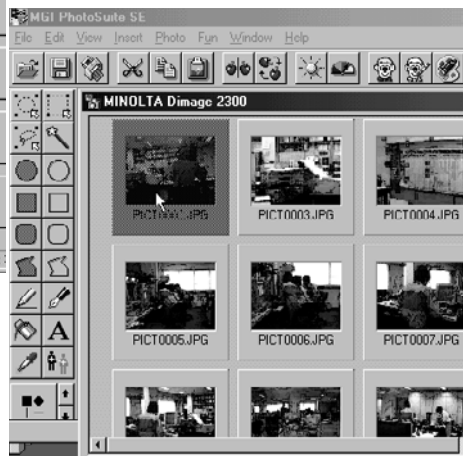 MGI PhotoSuite SE
File Edit View Insert Photo Fun Window Help
MINOLTA Dimage 2300
PICT0003.JPG PICT0004.JPG
PICT0005.JPG PICT0006.JPG PICT0007.JPG
A